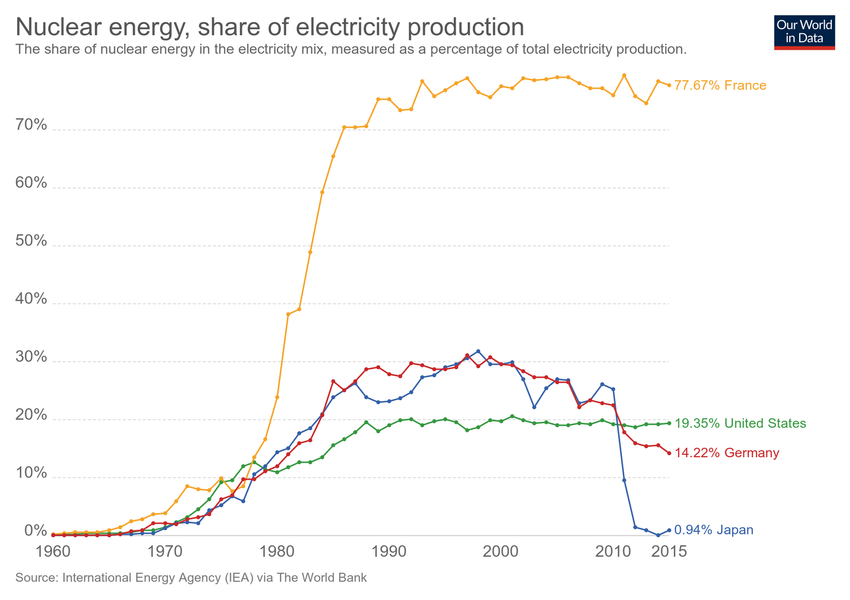 Nuclear energy, share of electricity production
The share of nuclear energy in the electricity mix, measured as a percentage of total electricity production.
Our World
in Data
77.67% France
70%
60%
50%
40%
30%
20%
19.35% United States
14.22% Germany
10%
0.94% Japan
0%
1960 1970 1980 1990 2000 2010 2015
Source: International Energy Agency (IEA) via The World Bank